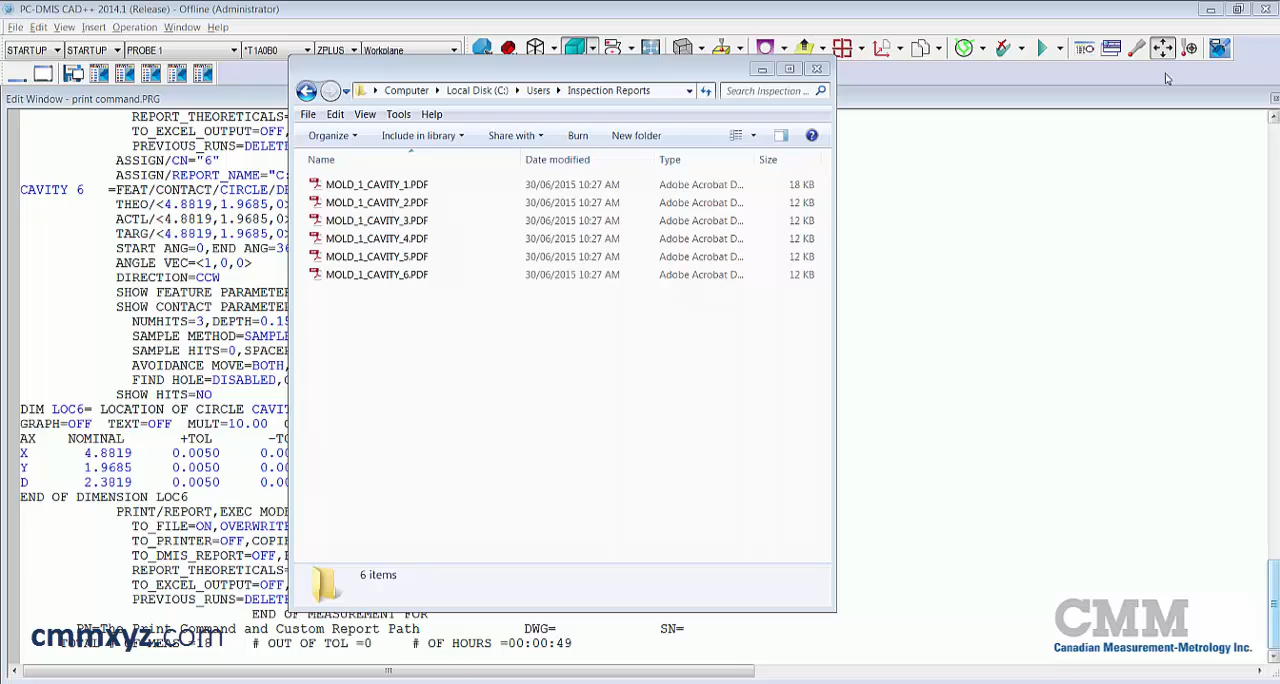 PC-DMIS CAD++ 2014.1 (Release) - Offline (Administrator)
File Edit View Insert Operation Window Help
STARTUP STARTUP PROBE 1 *T1A0B0 ZPLUS Workplane
Edit Window - print command.PRG
Computer Local Disk (C:) Users Inspection Reports Search Inspection ...
File Edit View Tools Help
Organize Include in library Share with Burn New folder
Name Date modified Type Size
MOLD_1_CAVITY_1.PDF 30/06/2015 10:27 AM Adobe Acrobat D... 18 KB
MOLD_1_CAVITY_2.PDF 30/06/2015 10:27 AM Adobe Acrobat D... 12 KB
MOLD_1_CAVITY_3.PDF 30/06/2015 10:27 AM Adobe Acrobat D... 12 KB
MOLD_1_CAVITY_4.PDF 30/06/2015 10:27 AM Adobe Acrobat D... 12 KB
MOLD_1_CAVITY_5.PDF 30/06/2015 10:27 AM Adobe Acrobat D... 12 KB
MOLD_1_CAVITY_6.PDF 30/06/2015 10:27 AM Adobe Acrobat D... 12 KB
6 items
REPORT_THEORETICALS=
TO_EXCEL_OUTPUT=OFF,
PREVIOUS_RUNS=DELET
ASSIGN/CN="6"
ASSIGN/REPORT_NAME="C:
CAVITY 6 =FEAT/CONTACT/CIRCLE/DE
THEO/<4.8819,1.9685,0>
ACTL/<4.8819,1.9685,0>
TARG/<4.8819,1.9685,0>
START ANG=0,END ANG=36
ANGLE VEC=<1,0,0>
DIRECTION=CCW
SHOW FEATURE PARAMETER
SHOW CONTACT PARAMETER
NUMHITS=3,DEPTH=0.15
SAMPLE METHOD=SAMPL
SAMPLE HITS=0,SPACER
AVOIDANCE MOVE=BOTH,
FIND HOLE=DISABLED,
SHOW HITS=NO
DIM LOC6= LOCATION OF CIRCLE CAVIT
GRAPH=OFF TEXT=OFF MULT=10.00
AX NOMINAL +TOL -TO
X 4.8819 0.0050 0.00
Y 1.9685 0.0050 0.00
D 2.3819 0.0050 0.00
END OF DIMENSION LOC6
PRINT/REPORT,EXEC MODE
TO_FILE=ON,OVERWRIT
TO_PRINTER=OFF,COPI
TO_DMIS_REPORT=OFF,
REPORT_THEORETICALS=
TO_EXCEL_OUTPUT=OFF,
PREVIOUS_RUNS=DELET
END OF MEASUREMENT FOR
PN=The Print Command and Custom Report Path DWG= SN=
TOTAL # OF MEAS =18 # OUT OF TOL =0 # OF HOURS =00:00:49
cmmxyz.com
CMM
Canadian Measurement-Metrology Inc.